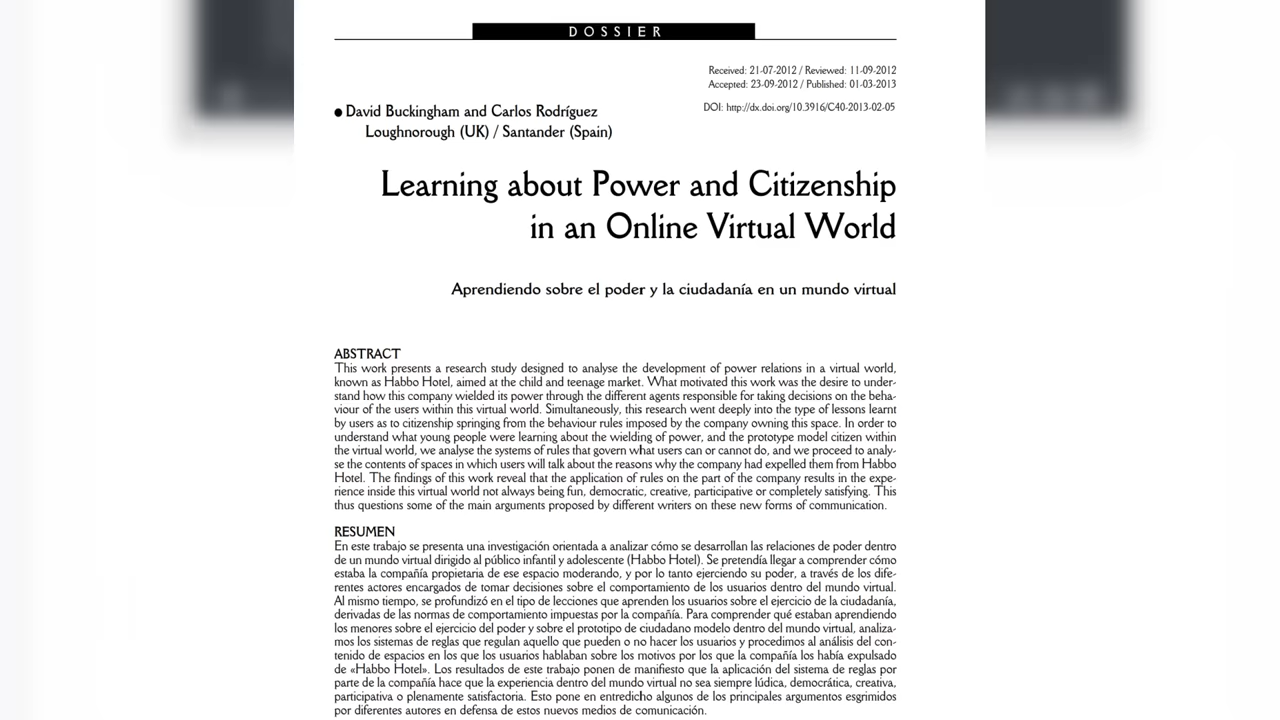 DOSSIER
Received: 21-07-2012 / Reviewed: 11-09-2012
Accepted: 23-09-2012 / Published: 01-03-2013
DOI: http://dx.doi.org/10.3916/C40-2013-02-05
● David Buckingham and Carlos Rodríguez
Loughnorough (UK) / Santander (Spain)
Learning about Power and Citizenship
in an Online Virtual World
Aprendiendo sobre el poder y la ciudadanía en un mundo virtual
ABSTRACT
This work presents a research study designed to analyse the development of power relations in a virtual world,
known as Habbo Hotel, aimed at the child and teenage market. What motivated this work was the desire to under-
stand how this company wielded its power through the different agents responsible for taking decisions on the beha-
viour of the users within this virtual world. Simultaneously, this research went deeply into the type of lessons learnt
by users as to citizenship springing from the behaviour rules imposed by the company owning this space. In order to
understand what young people were learning about the wielding of power, and the prototype model citizen within
the virtual world, we analyse the systems of rules that govern what users can or cannot do, and we proceed to analy-
se the contents of spaces in which users will talk about the reasons why the company had expelled them from Habbo
Hotel. The findings of this work reveal that the application of rules on the part of the company results in the expe-
rience inside this virtual world not always being fun, democratic, creative, participative or completely satisfying. This
thus questions some of the main arguments proposed by different writers on these new forms of communication.
RESUMEN
En este trabajo se presenta una investigación orientada a analizar cómo se desarrollan las relaciones de poder dentro
de un mundo virtual dirigido al público infantil y adolescente (Habbo Hotel). Se pretendía llegar a comprender cómo
estaba la compañía propietaria de ese espacio moderando, y por lo tanto ejerciendo su poder, a través de los dife-
rentes actores encargados de tomar decisiones sobre el comportamiento de los usuarios dentro del mundo virtual.
Al mismo tiempo, se profundizó en el tipo de lecciones que aprenden los usuarios sobre el ejercicio de la ciudadanía,
derivadas de las normas de comportamiento impuestas por la compañía. Para comprender qué estaban aprendiendo
los menores sobre el ejercicio del poder y sobre el prototipo de ciudadano modelo dentro del mundo virtual, analiza-
mos los sistemas de reglas que regulan aquello que pueden o no hacer los usuarios y procedimos al análisis del con-
tenido de espacios en los que los usuarios hablaban sobre los motivos por los que la compañía los había expulsado
de «Habbo Hotel». Los resultados de este trabajo ponen de manifiesto que la aplicación del sistema de reglas por
parte de la compañía hace que la experiencia dentro del mundo virtual no sea siempre lúdica, democrática, creativa,
participativa o plenamente satisfactoria. Esto pone en entredicho algunos de los principales argumentos esgrimidos
por diferentes autores en defensa de estos nuevos medios de comunicación.